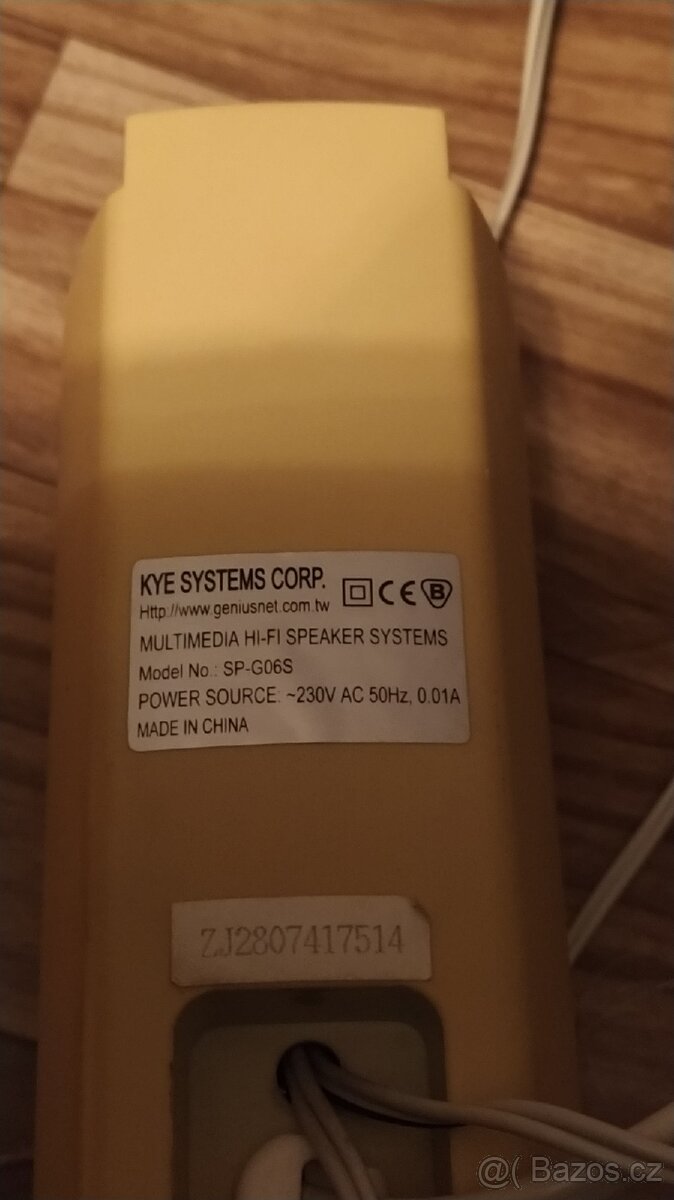 KYE SYSTEMS CORP.
CE B
Http://www.geniusnet.com.tw
MULTIMEDIA HI-FI SPEAKER SYSTEMS
Model No.: SP-G06S
POWER SOURCE: ~230V AC 50Hz, 0.01A
MADE IN CHINA
ZJ2807417514
@( Bazos.cz